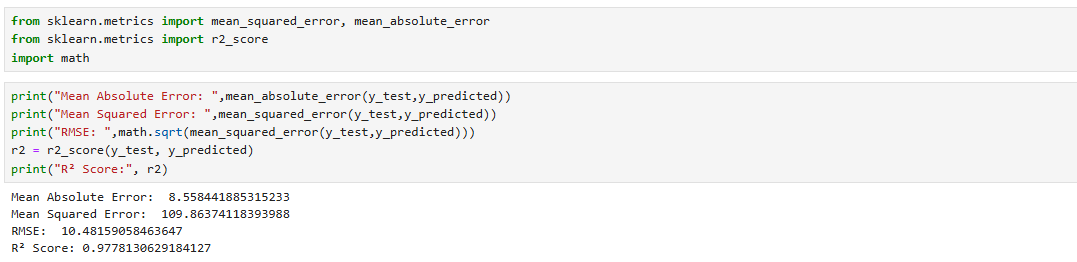 from sklearn.metrics import mean_squared_error, mean_absolute_error
from sklearn.metrics import r2_score
import math
print("Mean Absolute Error: ",mean_absolute_error(y_test,y_predicted))
print("Mean Squared Error: ",mean_squared_error(y_test,y_predicted))
print("RMSE: ",math.sqrt(mean_squared_error(y_test,y_predicted)))
r2 = r2_score(y_test, y_predicted)
print("R² Score:", r2)
Mean Absolute Error:  8.558441885315233
Mean Squared Error:  109.86374118393988
RMSE:  10.48159058463647
R² Score: 0.9778130629184127